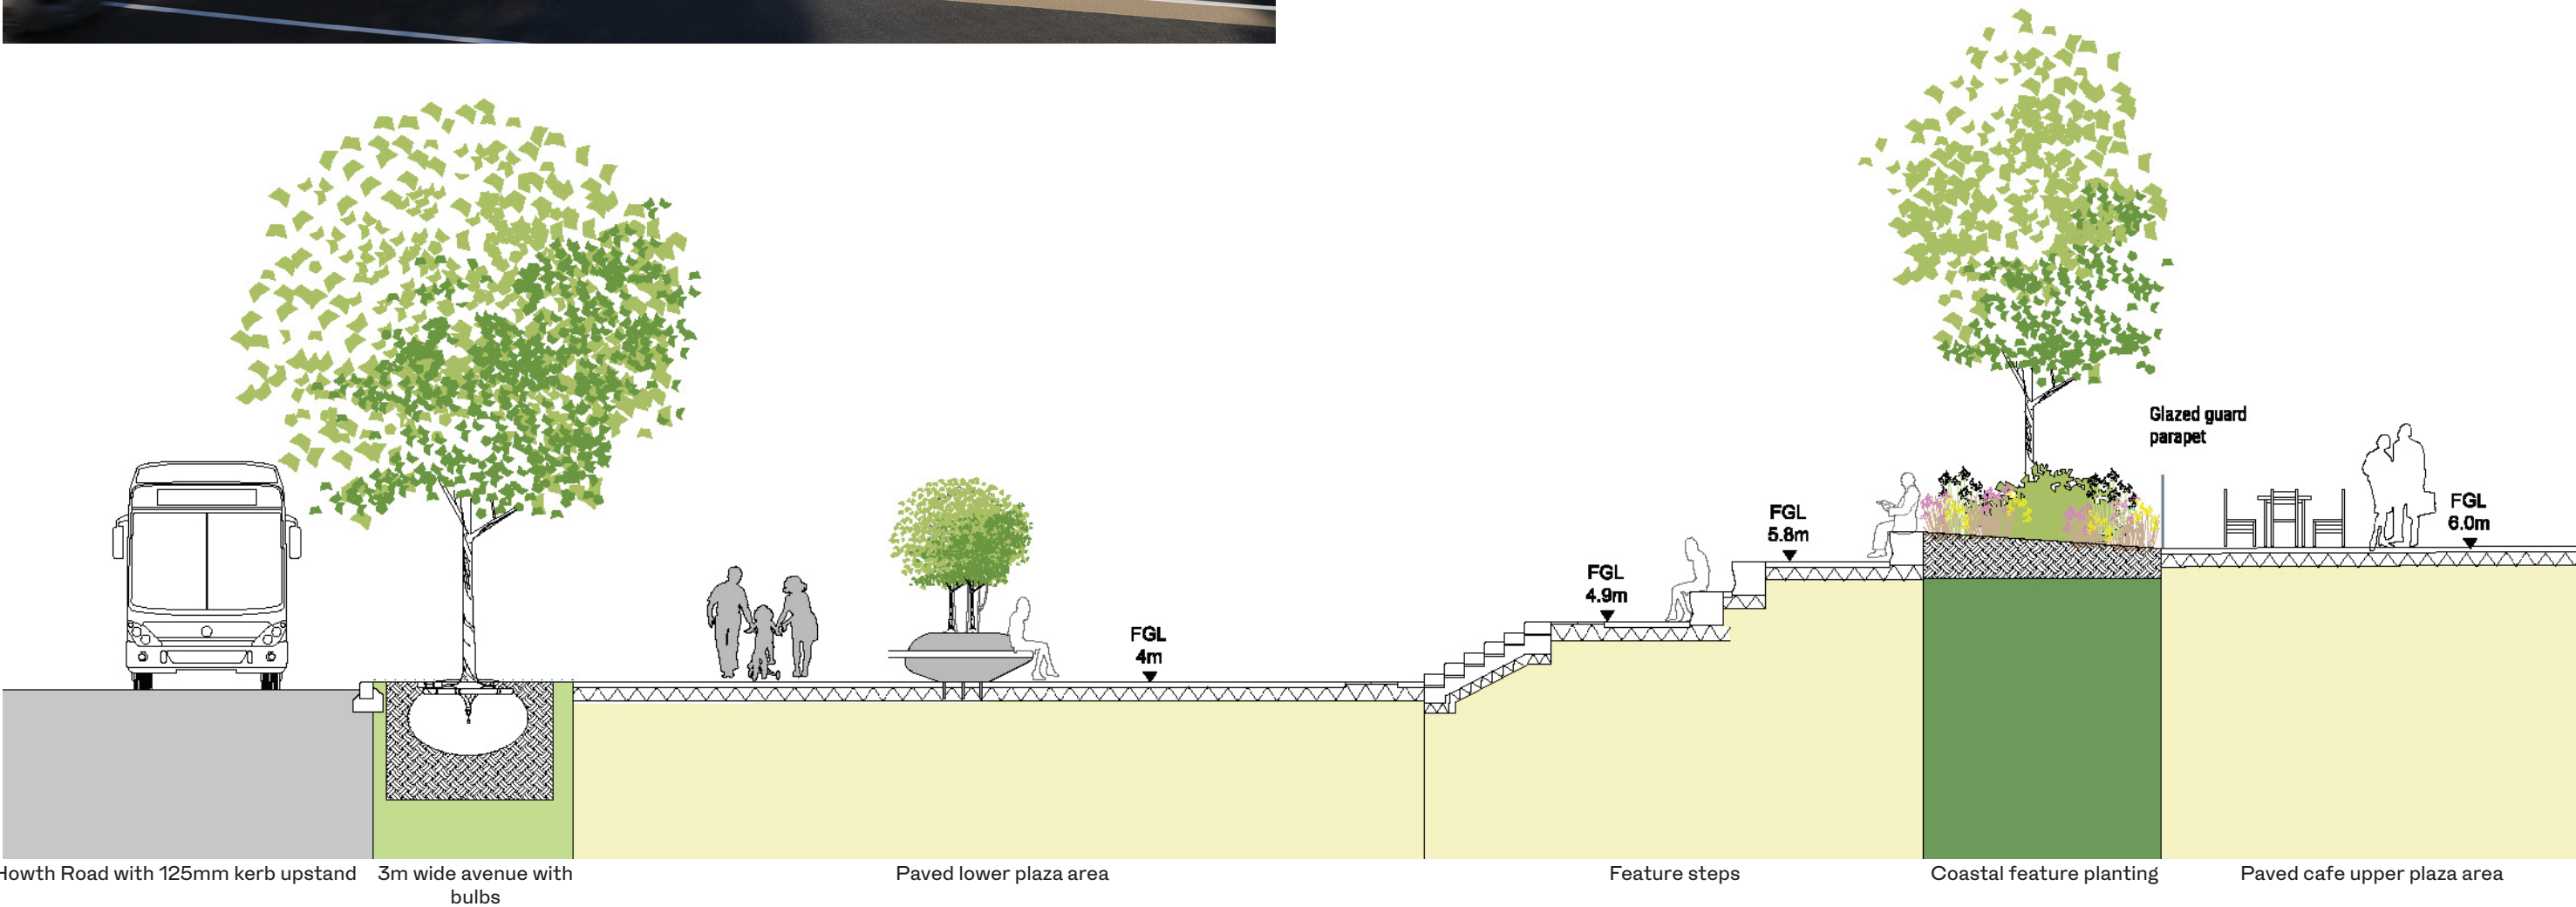 Glazed guard
parapet
FGL
6.0m
FGL
5.8m
FGL
4.9m
FGL
4m
Howth Road with 125mm kerb upstand
3m wide avenue with
bulbs
Paved lower plaza area
Feature steps
Coastal feature planting
Paved cafe upper plaza area